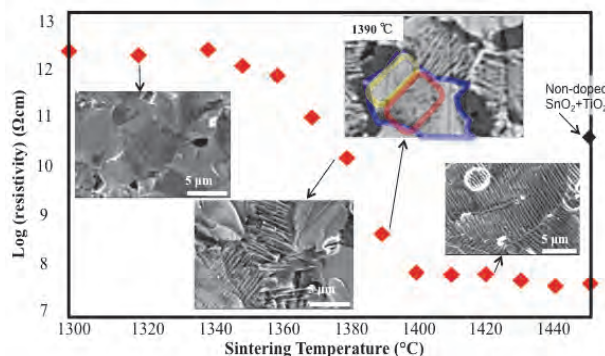 13
12
11
10
9
8
7
Log (resistivity) (Ωcm)
1390 ℃
Non-doped
SnO₂+TiO₂
5 μm
5 μm
5 μm
1300
1320
1340
1360
1380
1400
1420
1440
Sintering Temperature (°C)